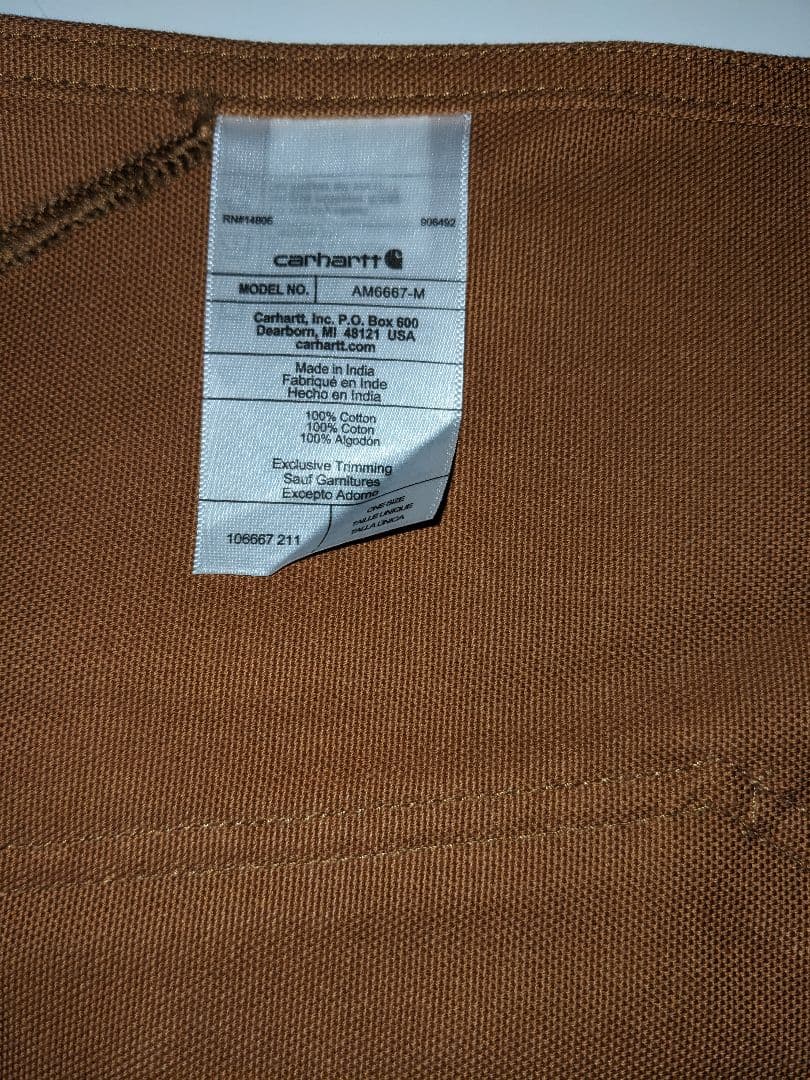 RN#14806 906492
carhartt
MODEL NO. AM6667-M
Carhartt, Inc. P.O. Box 600
Dearborn, MI 48121 USA
carhartt.com
Made in India
Fabriqué en Inde
Hecho en India
100% Cotton
100% Coton
100% Algodón
Exclusive Trimming
Sauf Garnitures
Excepto Adorno
106667 211
ONE SIZE
TAILLE UNIQUE
TALLA ÚNICA